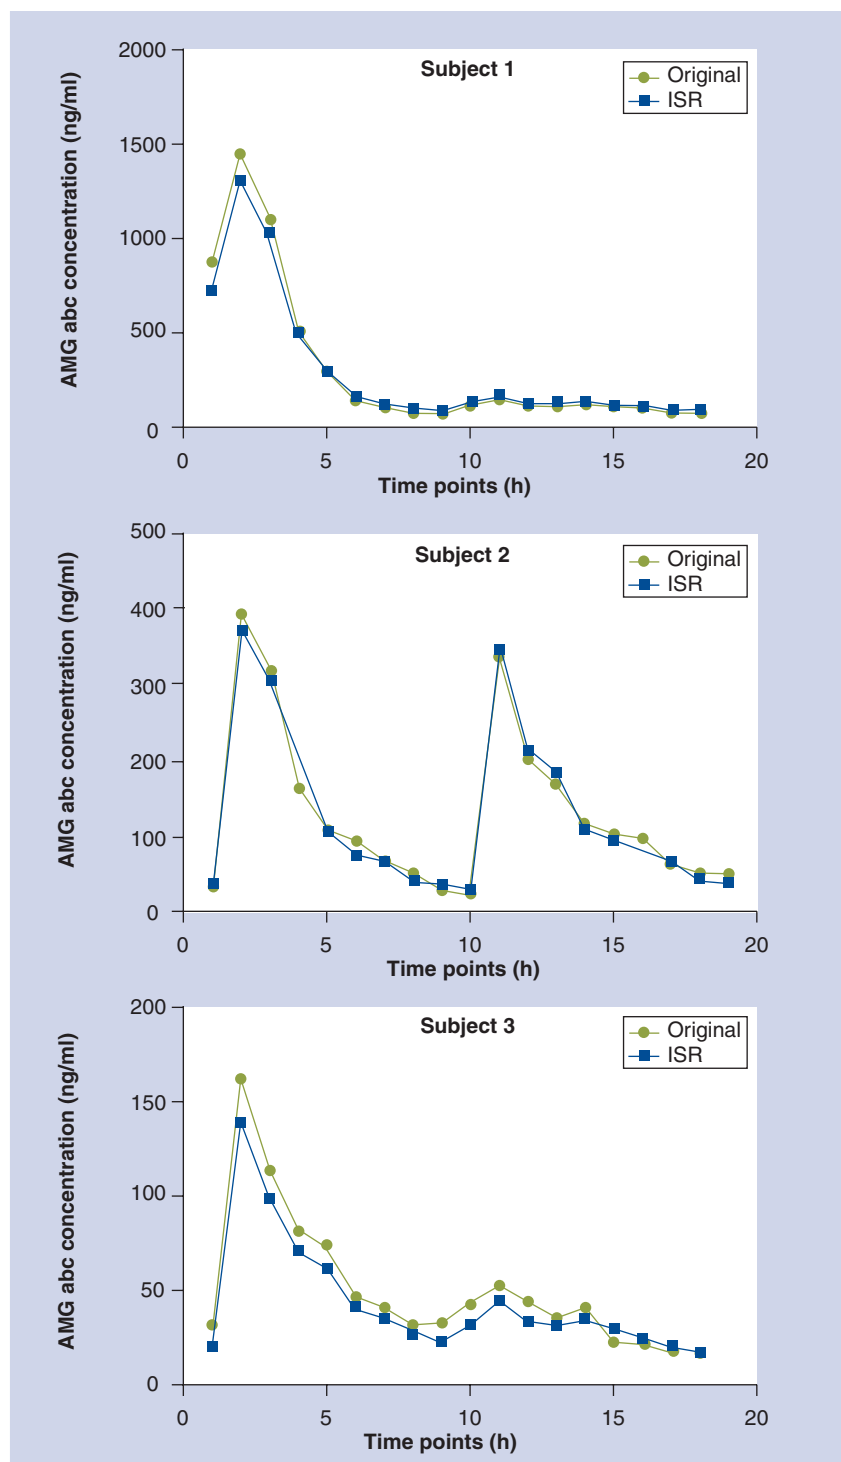 Subject 1
Original
ISR
AMG abc concentration (ng/ml)
2000
1500
1000
500
0
0 5 10 15 20
Time points (h)
Subject 2
Original
ISR
AMG abc concentration (ng/ml)
500
400
300
200
100
0
0 5 10 15 20
Time points (h)
Subject 3
Original
ISR
AMG abc concentration (ng/ml)
200
150
100
50
0
0 5 10 15 20
Time points (h)